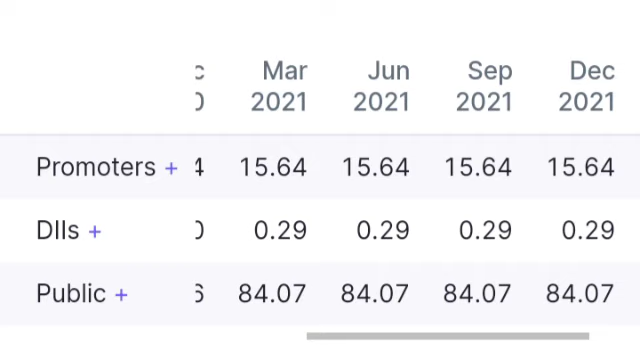 Mar Jun Sep Dec
2021 2021 2021 2021
Promoters + 4 15.64 15.64 15.64 15.64
DIIs + 0.29 0.29 0.29 0.29
Public + 84.07 84.07 84.07 84.07